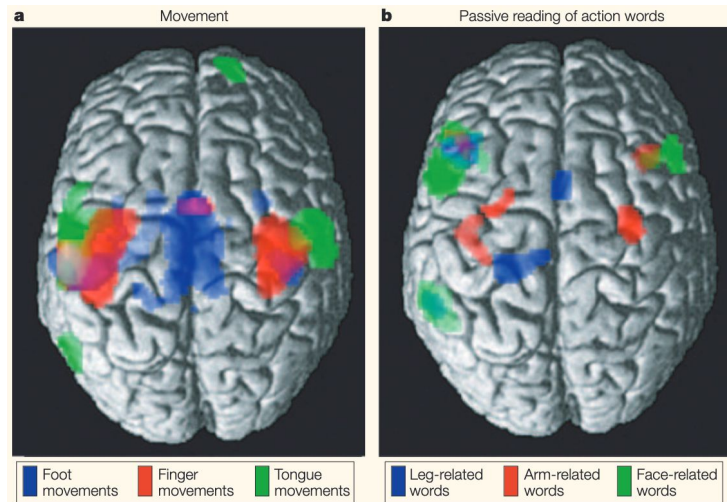 a Movement
b Passive reading of action words
Foot movements
Finger movements
Tongue movements
Leg-related words
Arm-related words
Face-related words